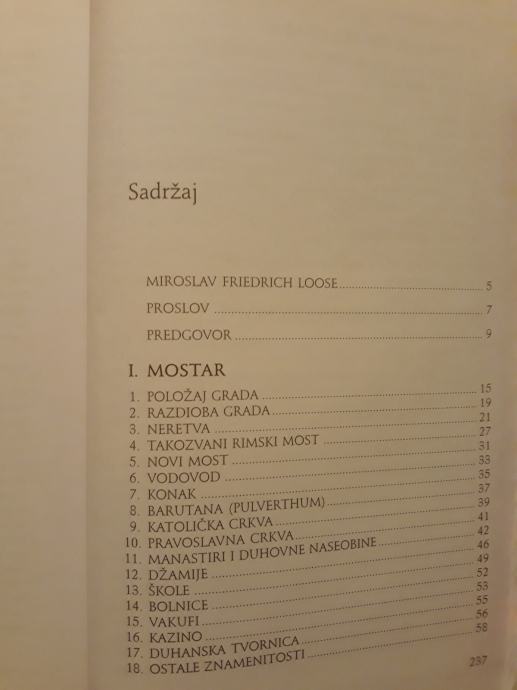 Sadržaj
MIROSLAV FRIEDRICH LOOSE 5
PROSLOV 7
PREDGOVOR 9
I. MOSTAR
1. POLOŽAJ GRADA 15
2. RAZDIOBA GRADA 19
3. NERETVA 21
4. TAKOZVANI RIMSKI MOST 27
5. NOVI MOST 31
6. VODOVOD 33
7. KONAK 35
8. BARUTANA (PULVERTHUM) 37
9. KATOLIČKA CRKVA 39
10. PRAVOSLAVNA CRKVA 41
11. MANASTIRI I DUHOVNE NASEOBINE 42
12. DŽAMIJE 46
13. ŠKOLE 49
14. BOLNICE 52
15. VAKUFI 53
16. KAZINO 55
17. DUHANSKA TVORNICA 56
18. OSTALE ZNAMENITOSTI 58
237